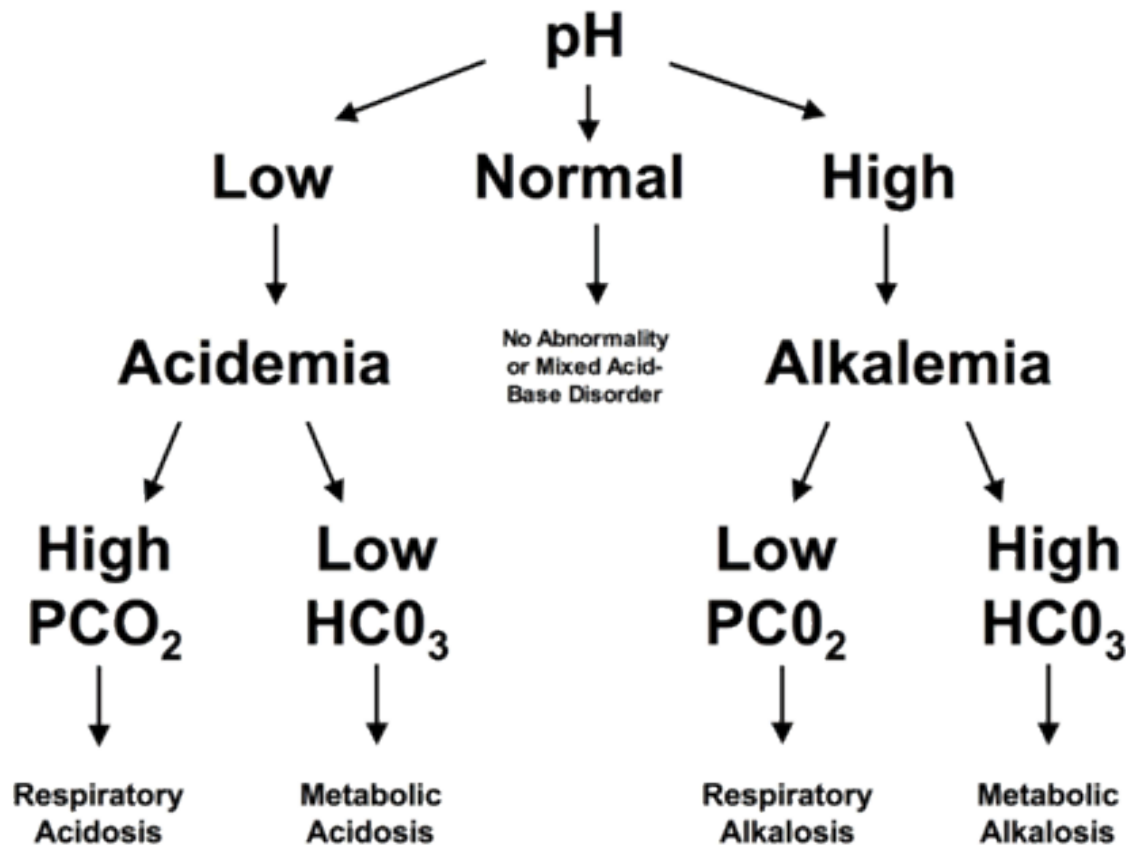 pH
Low Normal High
Acidemia
No Abnormality
or Mixed Acid-
Base Disorder
Alkalemia
High
PCO₂
Low
HC0₃
Low
PC0₂
High
HC0₃
Respiratory
Acidosis
Metabolic
Acidosis
Respiratory
Alkalosis
Metabolic
Alkalosis